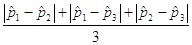 |p̂₁ − p̂₂| + |p̂₁ − p̂₃| + |p̂₂ − p̂₃|
3